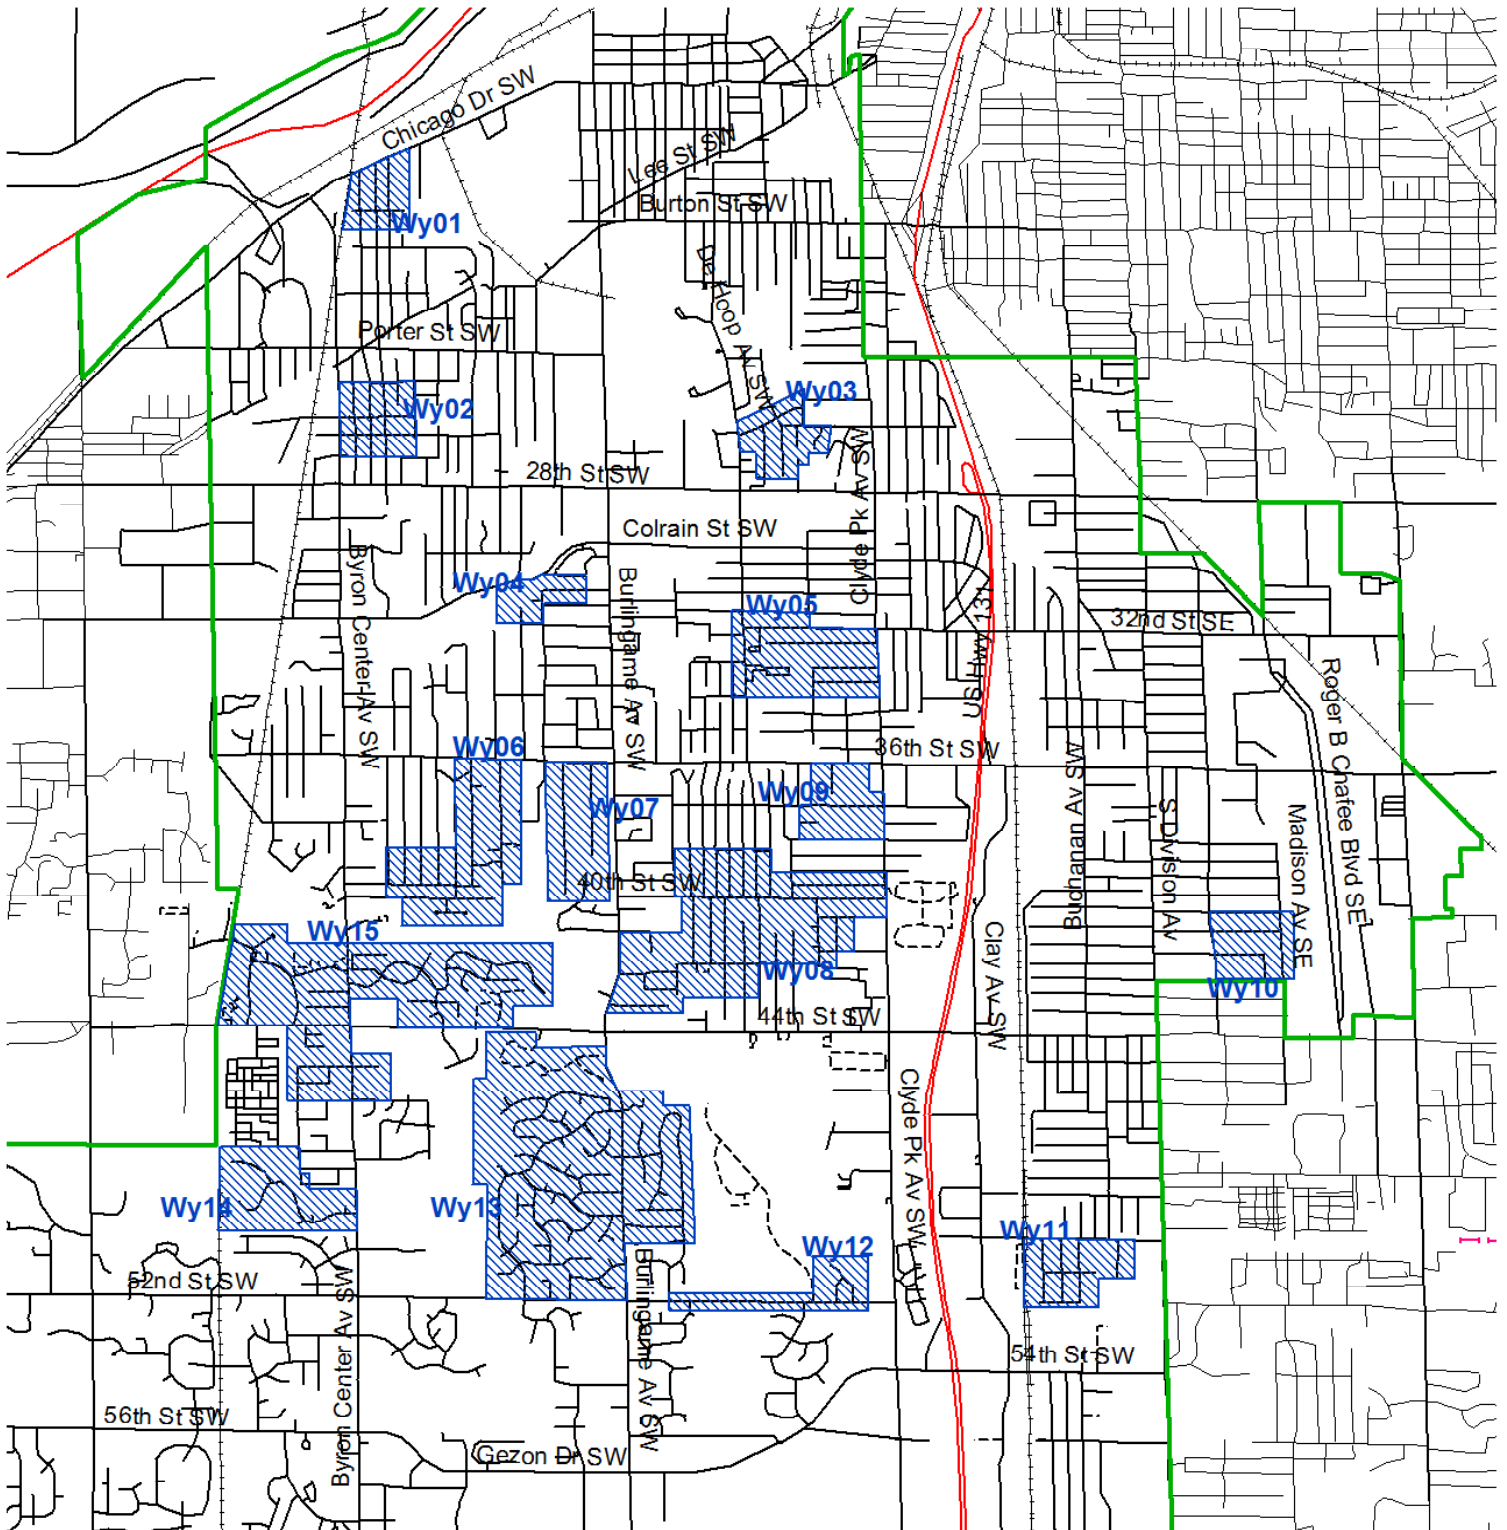 Chicago Dr SW
Lee St SW
Burton St SW
Wy01
De Hoop Av SW
Porter St SW
Wy02
Wy03
28th St SW
Clyde Pk Av SW
Colrain St SW
Byron Center Av SW
Wy04
Burlingame Av SW
Wy05
US Hwy 131
32nd St SE
Roger B Chafee Blvd SE
Wy06
36th St SW
Buchanan Av SW
Wy07
Wy09
S Division Av
Madison Av SE
40th St SW
Wy15
Clay Av SW
Wy08
Wy10
44th St SW
Clyde Pk Av SW
Wy14
Wy13
Wy12
Wy11
52nd St SW
Byron Center Av SW
Burlingame Av SW
54th St SW
56th St SW
Gezon Dr SW